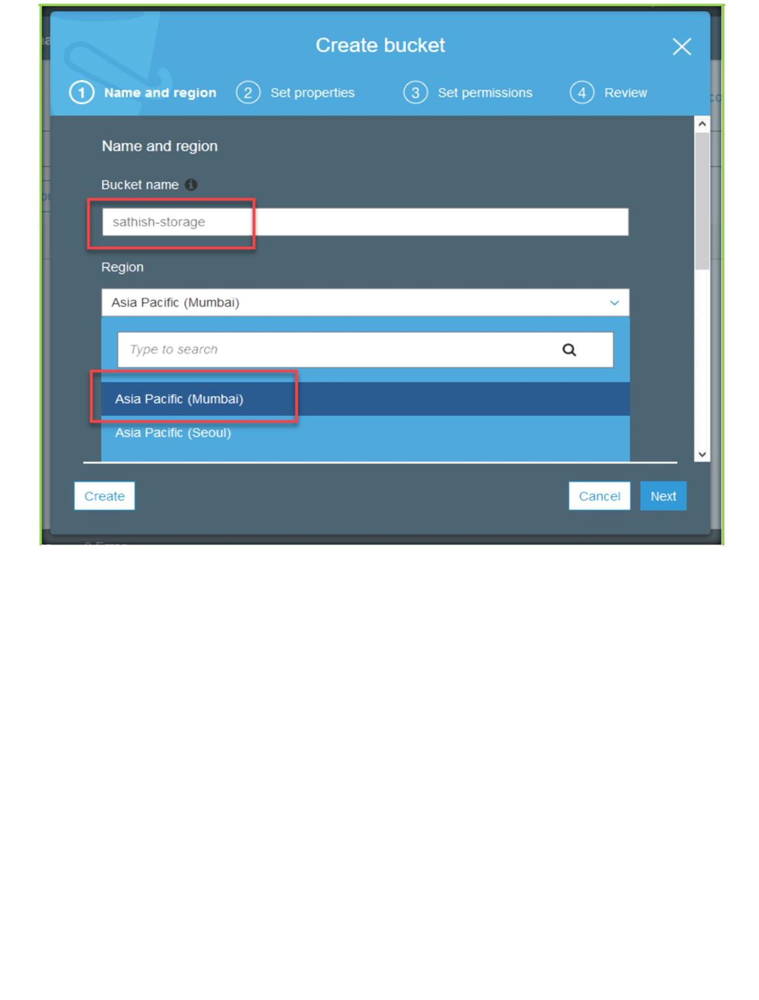 Create bucket
1 Name and region 2 Set properties 3 Set permissions 4 Review
Name and region
Bucket name
sathish-storage
Region
Asia Pacific (Mumbai)
Type to search
Asia Pacific (Mumbai)
Asia Pacific (Seoul)
Create Cancel Next